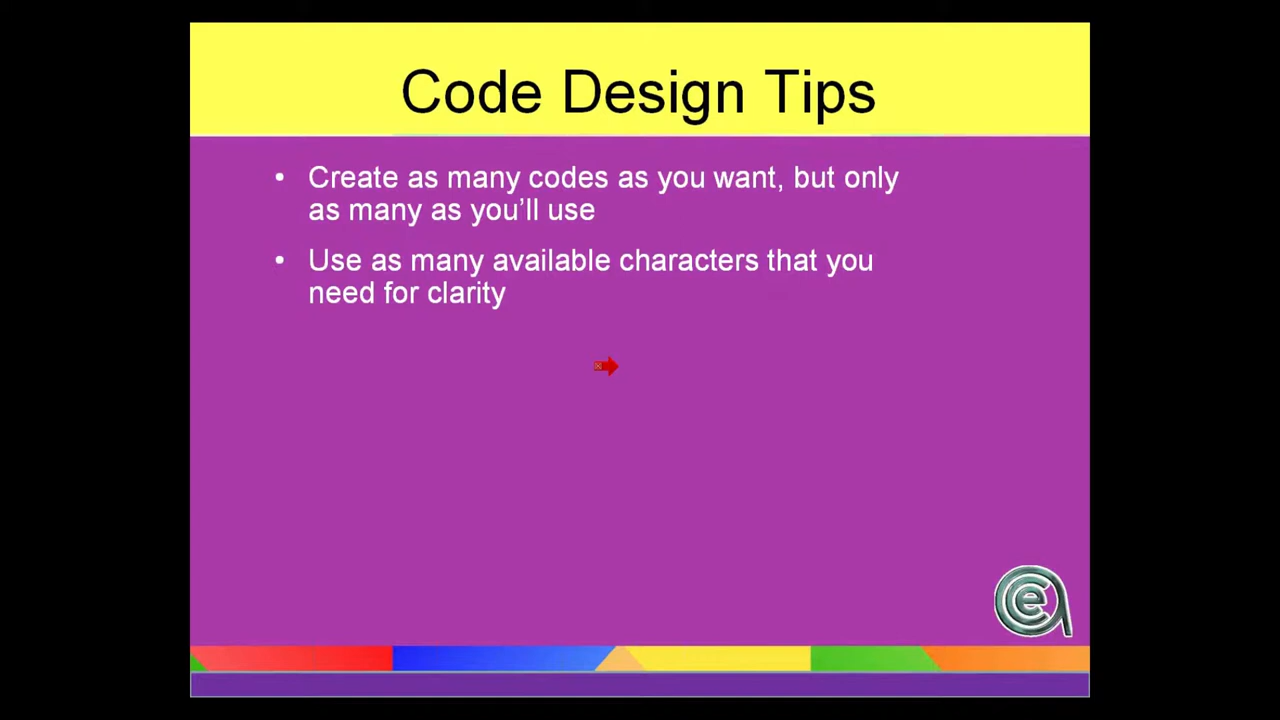 Code Design Tips
• Create as many codes as you want, but only
as many as you’ll use
• Use as many available characters that you
need for clarity